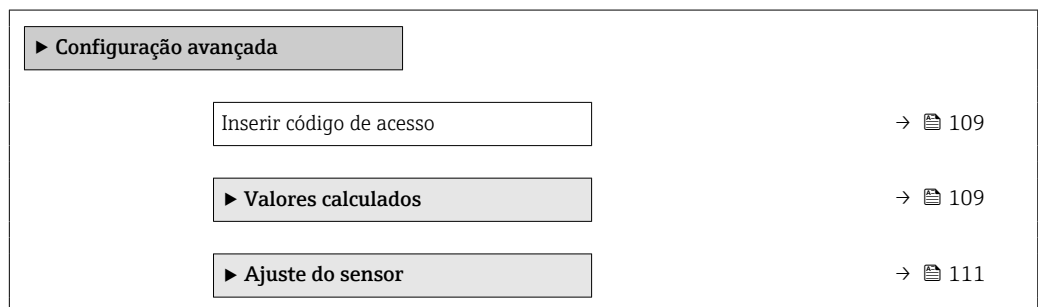 ▶ Configuração avançada
Inserir código de acesso → 109
▶ Valores calculados → 109
▶ Ajuste do sensor → 111